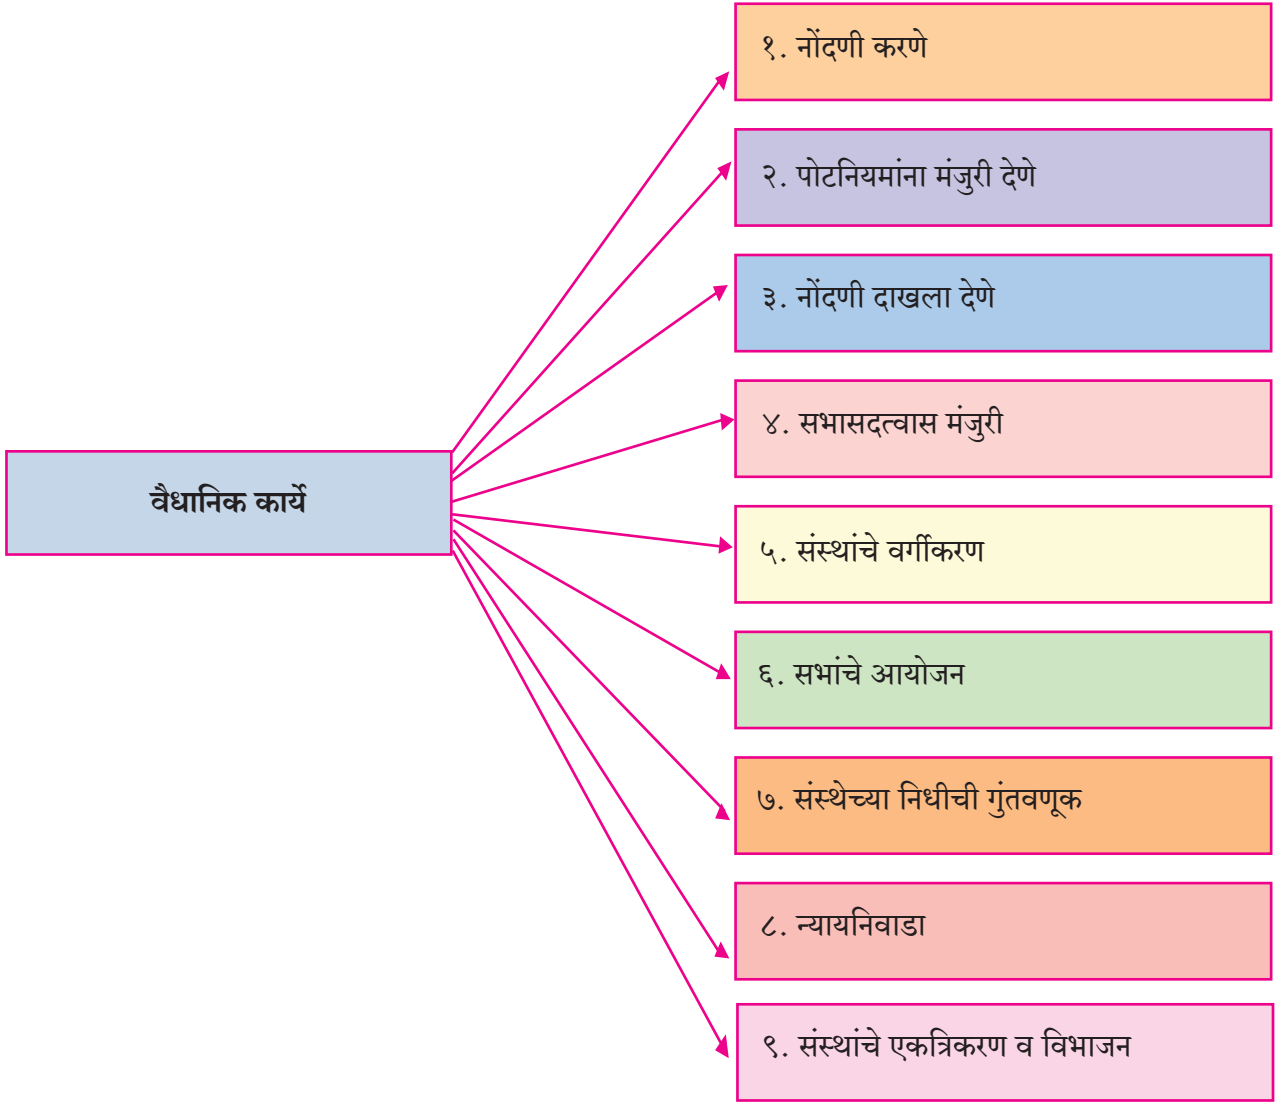 १. नोंदणी करणे
२. पोटनियमांना मंजुरी देणे
३. नोंदणी दाखला देणे
४. सभासदत्वास मंजुरी
वैधानिक कार्ये
५. संस्थांचे वर्गीकरण
६. सभांचे आयोजन
७. संस्थेच्या निधीची गुंतवणूक
८. न्यायनिवाडा
९. संस्थांचे एकत्रिकरण व विभाजन